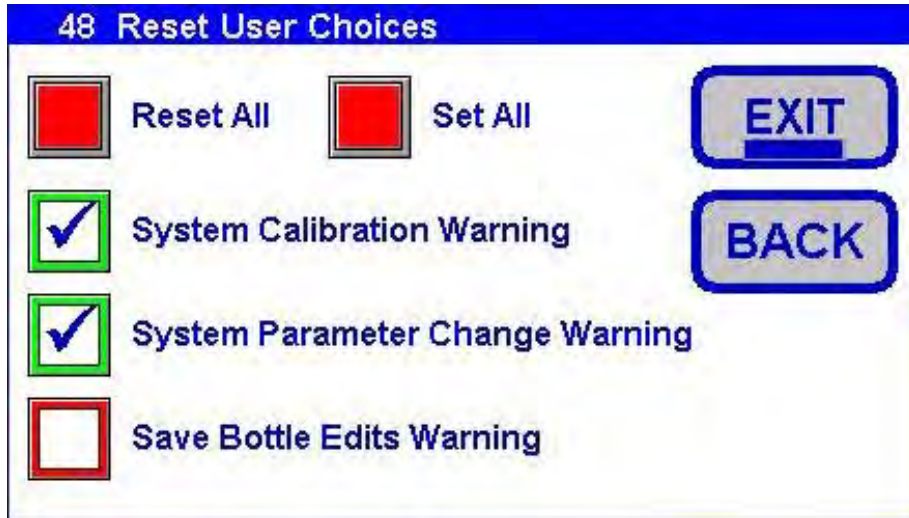 48 Reset User Choices
Reset All Set All EXIT
System Calibration Warning BACK
System Parameter Change Warning
Save Bottle Edits Warning